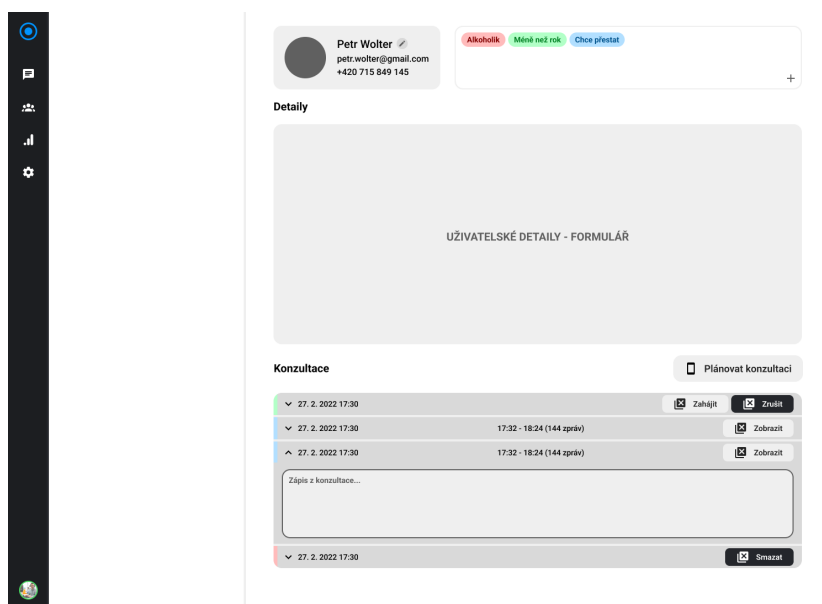 Petr Wolter
petr.wolter@gmail.com
+420 715 849 145
Alkoholik Méně než rok Chce přestat
Detaily
UŽIVATELSKÉ DETAILY - FORMULÁŘ
Konzultace
Plánovat konzultaci
27. 2. 2022 17:30 Zahájit Zrušit
27. 2. 2022 17:30 17:32 - 18:24 (144 zpráv) Zobrazit
27. 2. 2022 17:30 17:32 - 18:24 (144 zpráv) Zobrazit
Zápis z konzultace...
27. 2. 2022 17:30 Smazat